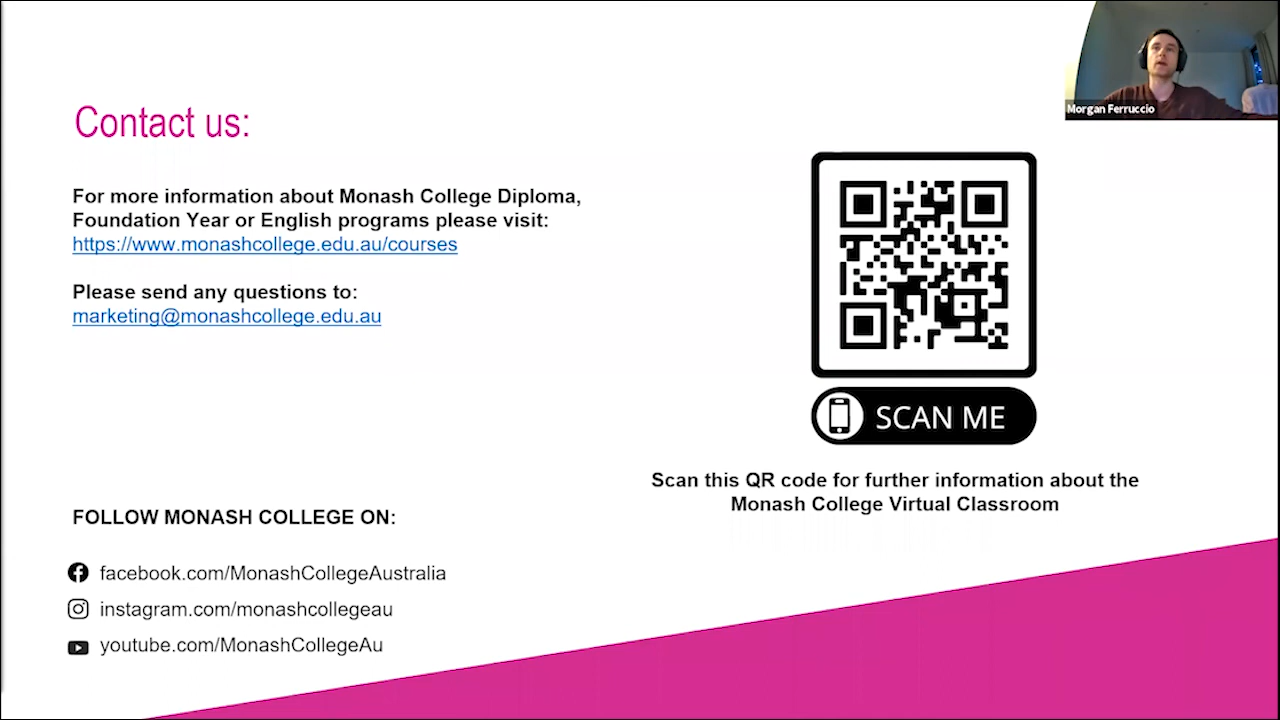 Morgan Ferruccio
Contact us:
For more information about Monash College Diploma,
Foundation Year or English programs please visit:
https://www.monashcollege.edu.au/courses
Please send any questions to:
marketing@monashcollege.edu.au
SCAN ME
Scan this QR code for further information about the
Monash College Virtual Classroom
FOLLOW MONASH COLLEGE ON:
facebook.com/MonashCollegeAustralia
instagram.com/monashcollegeau
youtube.com/MonashCollegeAu